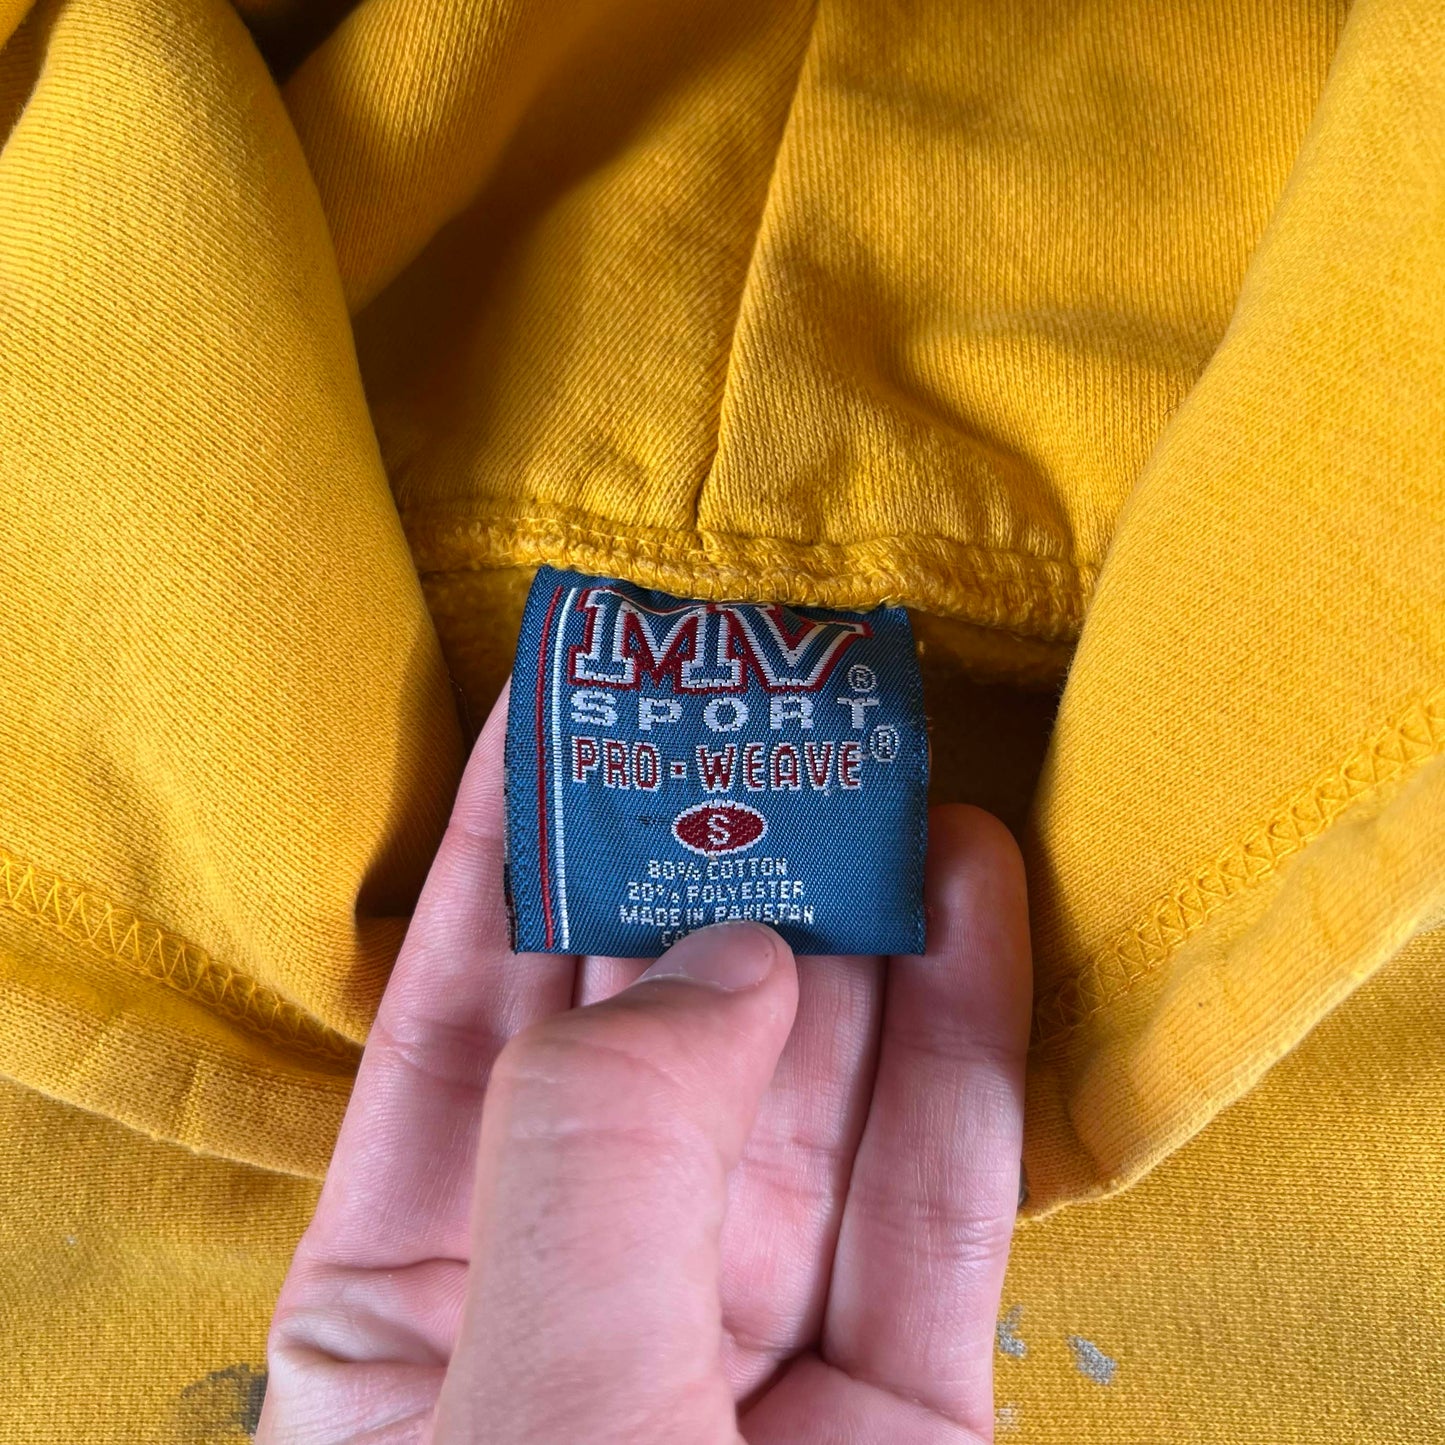 MV®
SPORT
PRO-WEAVE®
S
80% COTTON
20% POLYESTER
MADE IN PAKISTAN